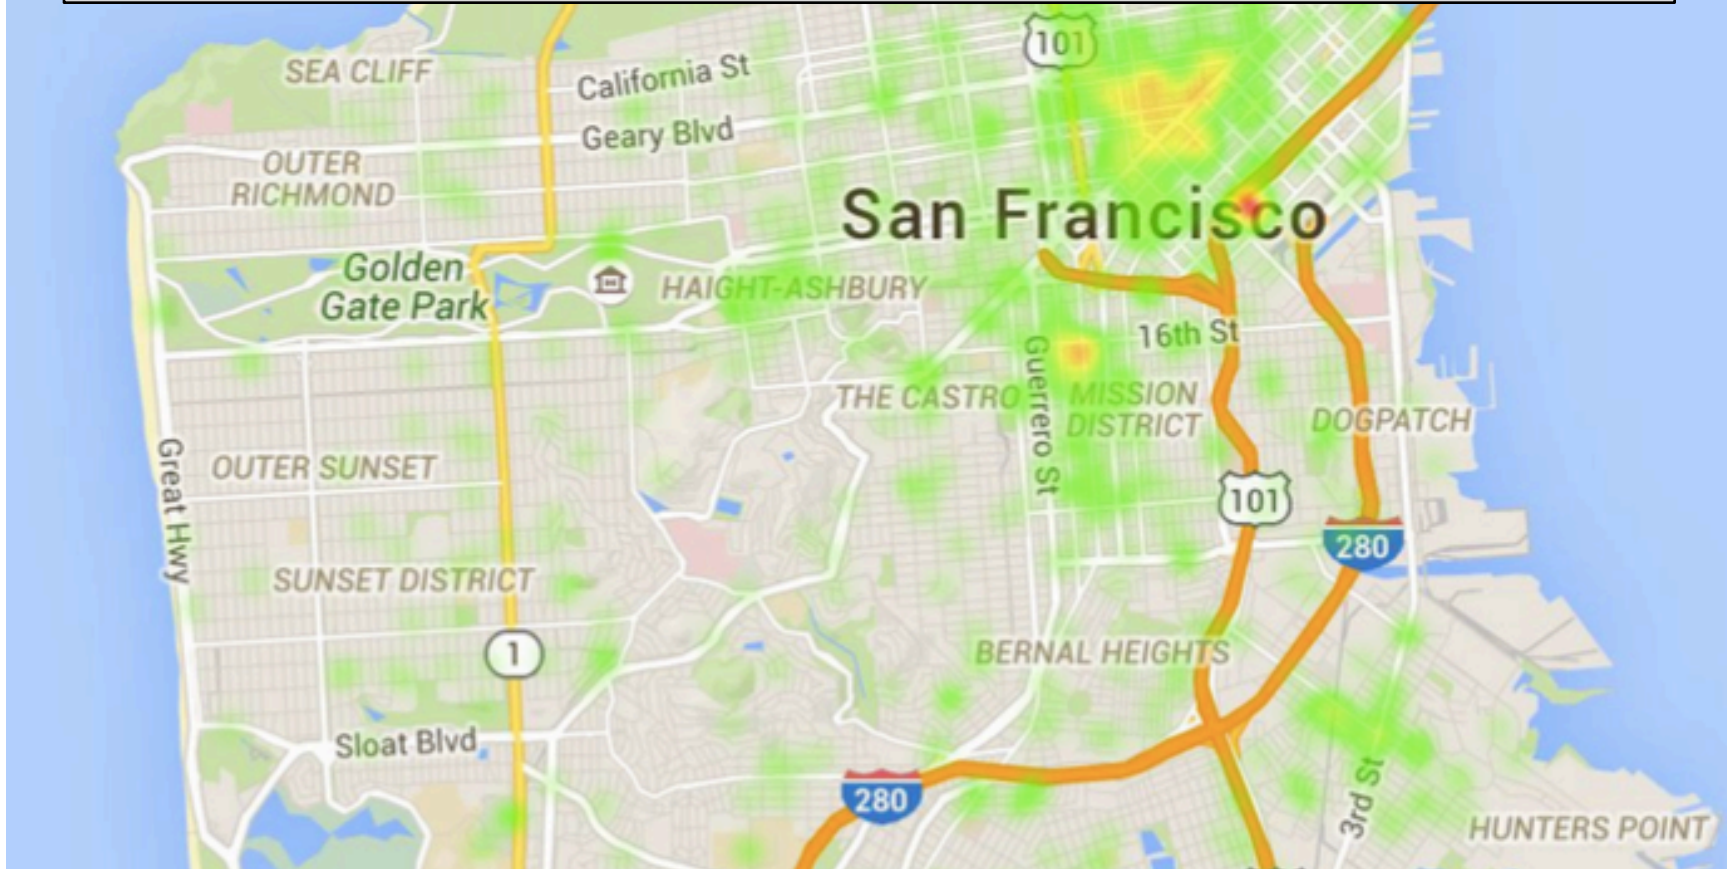 101
SEA CLIFF
California St
Geary Blvd
OUTER
RICHMOND
San Francisco
Golden
Gate Park
HAIGHT-ASHBURY
16th St
Guerrero St
THE CASTRO
MISSION
DISTRICT
DOGPATCH
Great Hwy
OUTER SUNSET
101
280
SUNSET DISTRICT
1
BERNAL HEIGHTS
Sloat Blvd
280
3rd St
HUNTERS POINT